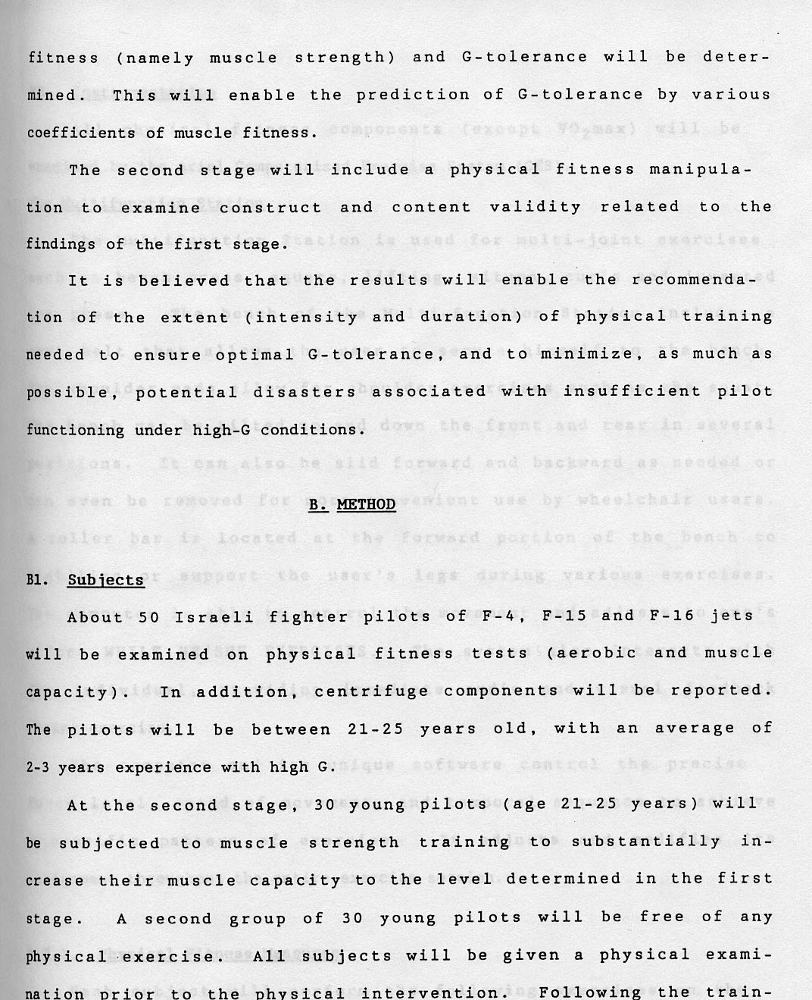 fitness (namely muscle strength) and G-tolerance will be deter-
mined. This will enable the prediction of G-tolerance by various
coefficients of muscle fitness.
The second stage will include a physical fitness manipula-
tion to examine construct and content validity related to the
findings of the first stage.
It is believed that the results will enable the recommenda-
tion of the extent (intensity and duration) of physical training
needed to ensure optimal G-tolerance, and to minimize, as much as
possible, potential disasters associated with insufficient pilot
functioning under high-G conditions.
B. METHOD
B1. Subjects
About 50 Israeli fighter pilots of F-4, F-15 and F-16 jets
will be examined on physical fitness tests (aerobic and muscle
capacity). In addition, centrifuge components will be reported.
The pilots will be between 21-25 years old, with an average of
2-3 years experience with high G.
At the second stage, 30 young pilots (age 21-25 years) will
be subjected to muscle strength training to substantially in-
crease their muscle capacity to the level determined in the first
stage. A second group of 30 young pilots will be free of any
physical exercise. All subjects will be given a physical exami-
nation prior to the physical intervention. Following the train-